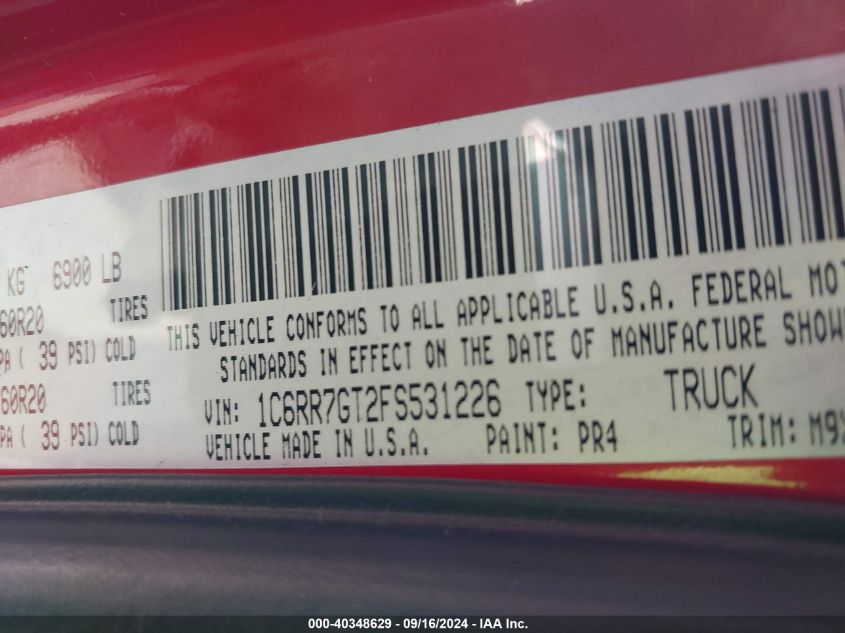 KG 6900 LB
60R20 TIRES
PA ( 39 PSI) COLD
60R20 TIRES
PA ( 39 PSI) COLD
THIS VEHICLE CONFORMS TO ALL APPLICABLE U.S.A. FEDERAL MOT
STANDARDS IN EFFECT ON THE DATE OF MANUFACTURE SHOW
VIN: 1C6RR7GT2FS531226 TYPE: TRUCK
VEHICLE MADE IN U.S.A. PAINT: PR4 TRIM: M9X
000-40348629 - 09/16/2024 - IAA Inc.